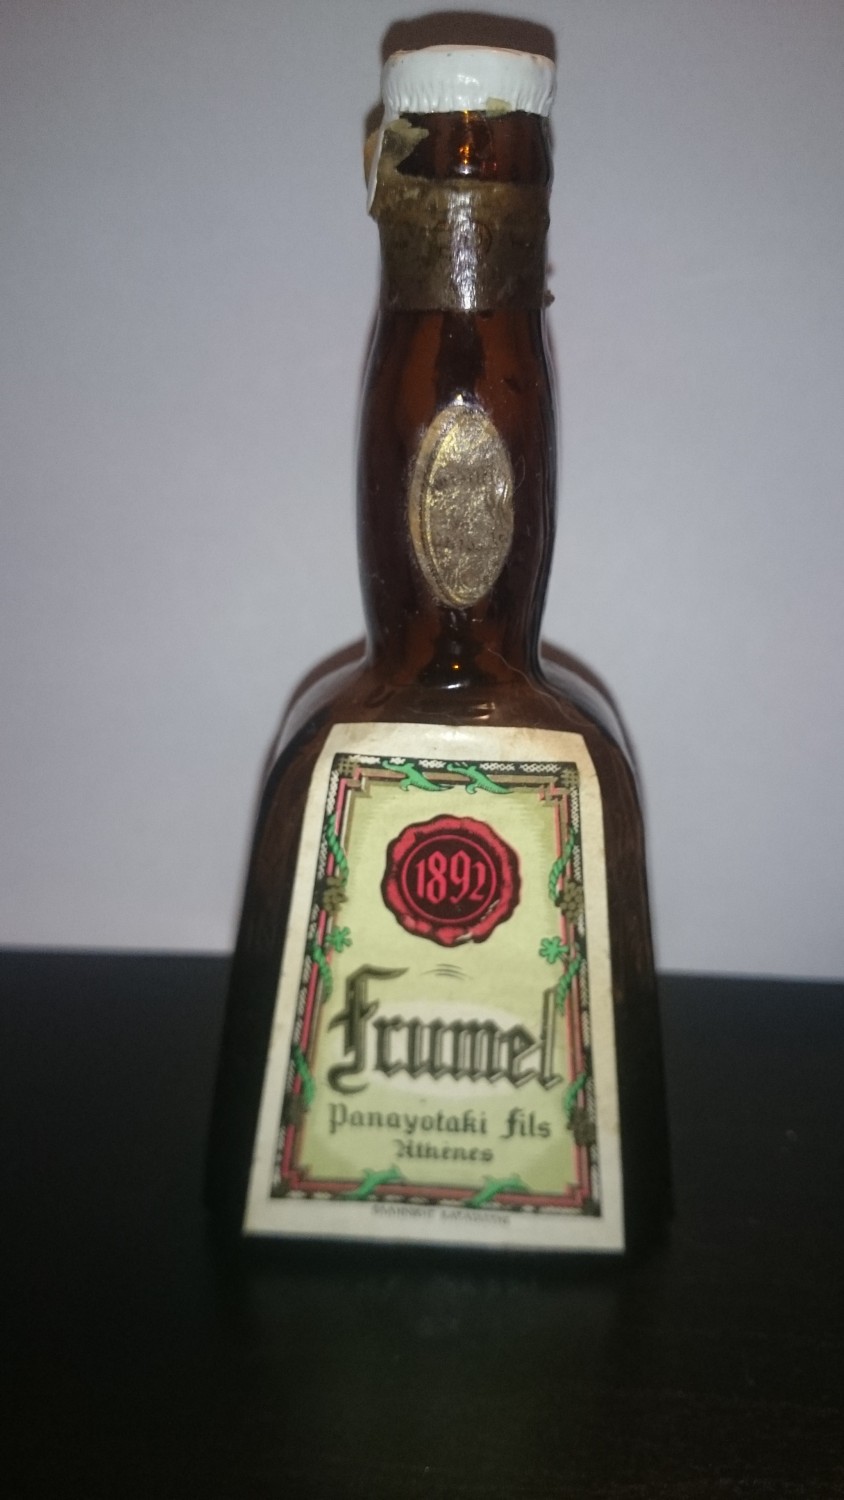 1892
Frumel
Panayotaki fils
Athènes